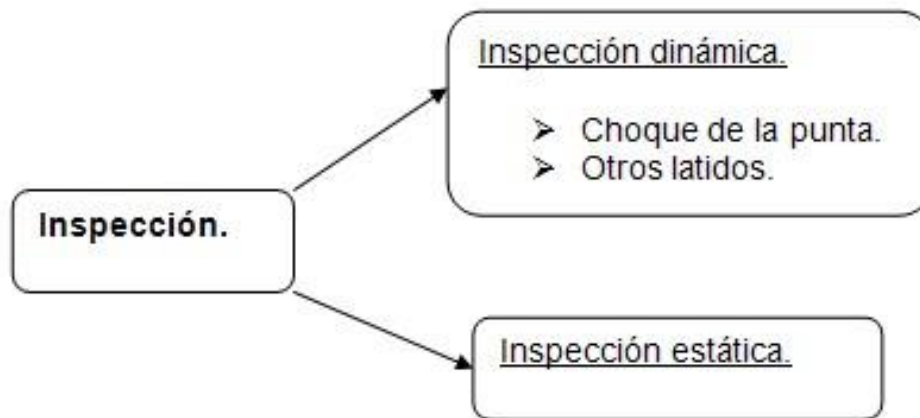 Inspección dinámica.
➢ Choque de la punta.
➢ Otros latidos.
Inspección.
Inspección estática.